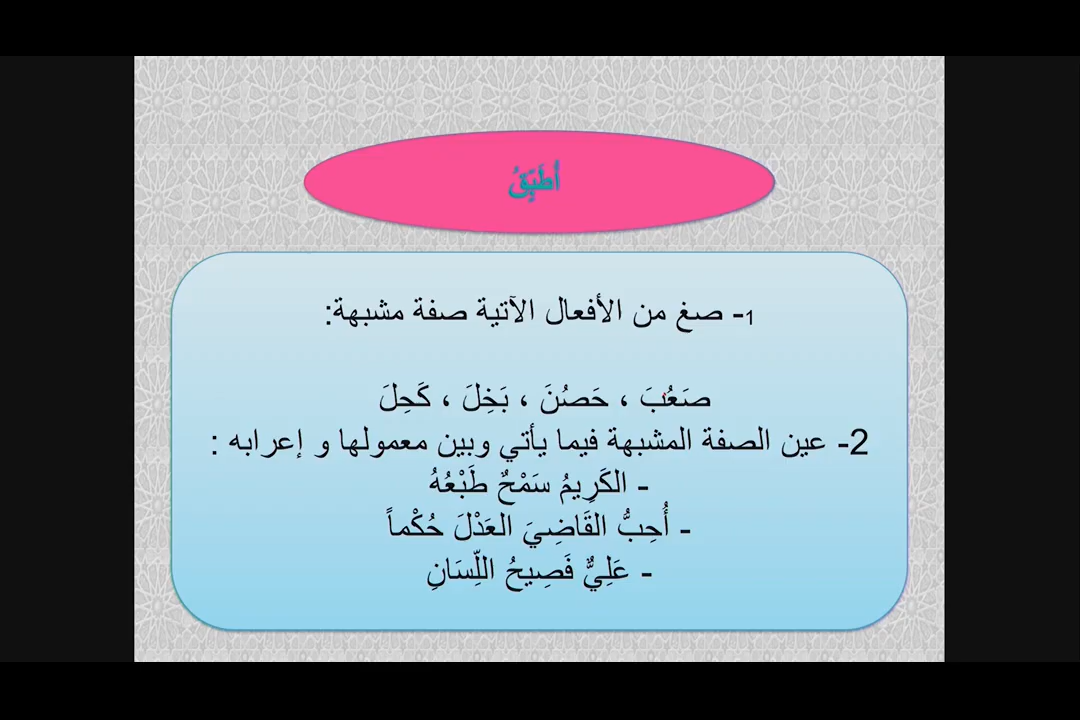 أُطَبِّقُ
1- صغ من الأفعال الآتية صفة مشبهة:
صَعُبَ ، حَصُنَ ، بَخِلَ ، كَحِلَ
2- عين الصفة المشبهة فيما يأتي وبين معمولها و إعرابه :
- الكَرِيمُ سَمْحٌ طَبْعُهُ
- أُحِبُّ القَاضِيَ العَدْلَ حُكْماً
- عَلِيٌّ فَصِيحُ اللِّسَانِ